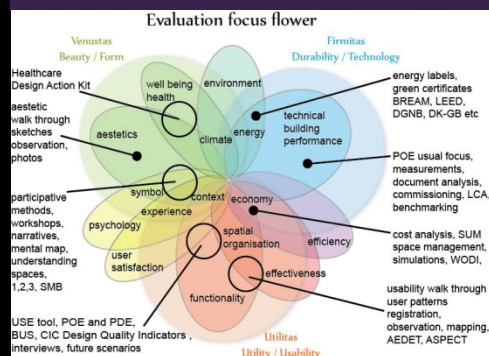 Evaluation focus flower
Venustas
Beauty / Form
Firmitas
Durability / Technology
Healthcare
Design Action Kit
aestetic
walk through
sketches
observation,
photos
participative
methods,
workshops,
narratives,
mental map,
understanding
spaces,
1,2,3, SMB
USE tool, POE and PDE,
BUS, CIC Design Quality Indicators ,
interviews, future scenarios
well being
health
environment
aestetics
climate
energy
technical
building
performance
symbol
context
economy
experience
psychology
user
satisfaction
spatial
organisation
efficiency
effectiveness
functionality
energy labels,
green certificates
BREAM, LEED,
DGNB, DK-GB etc
POE usual focus,
measurements,
document analysis,
commissioning, LCA,
benchmarking
cost analysis, SUM
space management,
simulations, WODI,
usability walk through
user patterns
registration,
observation, mapping,
AEDET, ASPECT
Utilitas
Utility / Usability